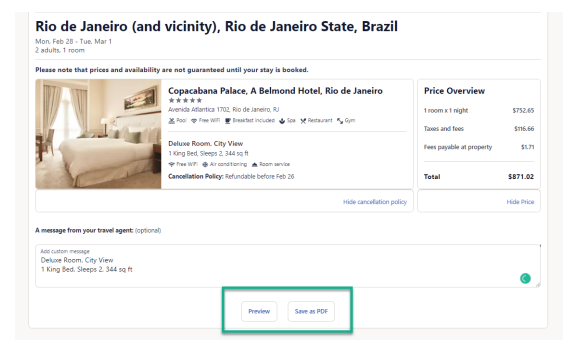 Rio de Janeiro (and vicinity), Rio de Janeiro State, Brazil
Mon, Feb 28 - Tue, Mar 1
2 adults, 1 room
Please note that prices and availability are not guaranteed until your stay is booked.
Copacabana Palace, A Belmond Hotel, Rio de Janeiro
Avenida Atlantica 1702, Rio de Janeiro, RJ
Pool Free WiFi Breakfast included Spa Restaurant Gym
Deluxe Room, City View
1 King Bed, Sleeps 2, 344 sq ft
Free WiFi Air conditioning Room service
Cancellation Policy: Refundable before Feb 26
Hide cancellation policy
Price Overview
1 room x 1 night $752.65
Taxes and fees $116.66
Fees payable at property $1.71
Total $871.02
Hide Price
A message from your travel agent: (optional)
Add custom message
Deluxe Room, City View
1 King Bed, Sleeps 2, 344 sq ft
Preview Save as PDF